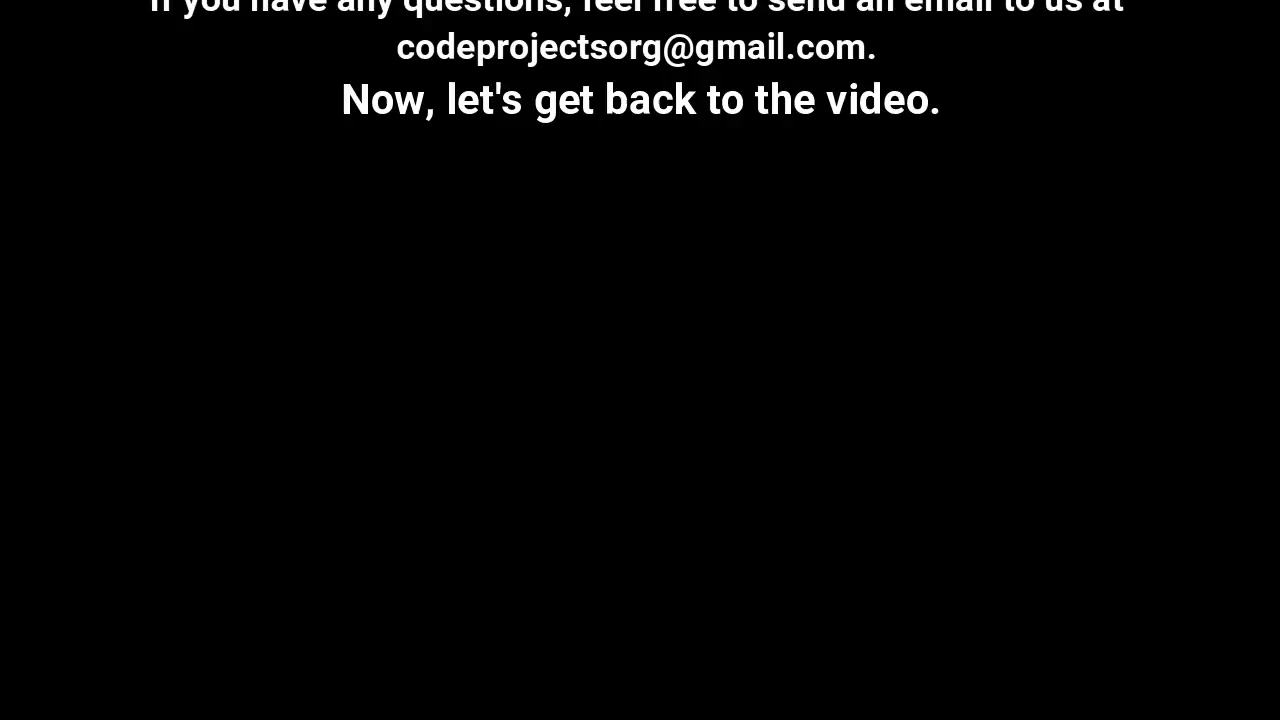 If you have any questions, feel free to send an email to us at
codeprojectsorg@gmail.com.
Now, let's get back to the video.